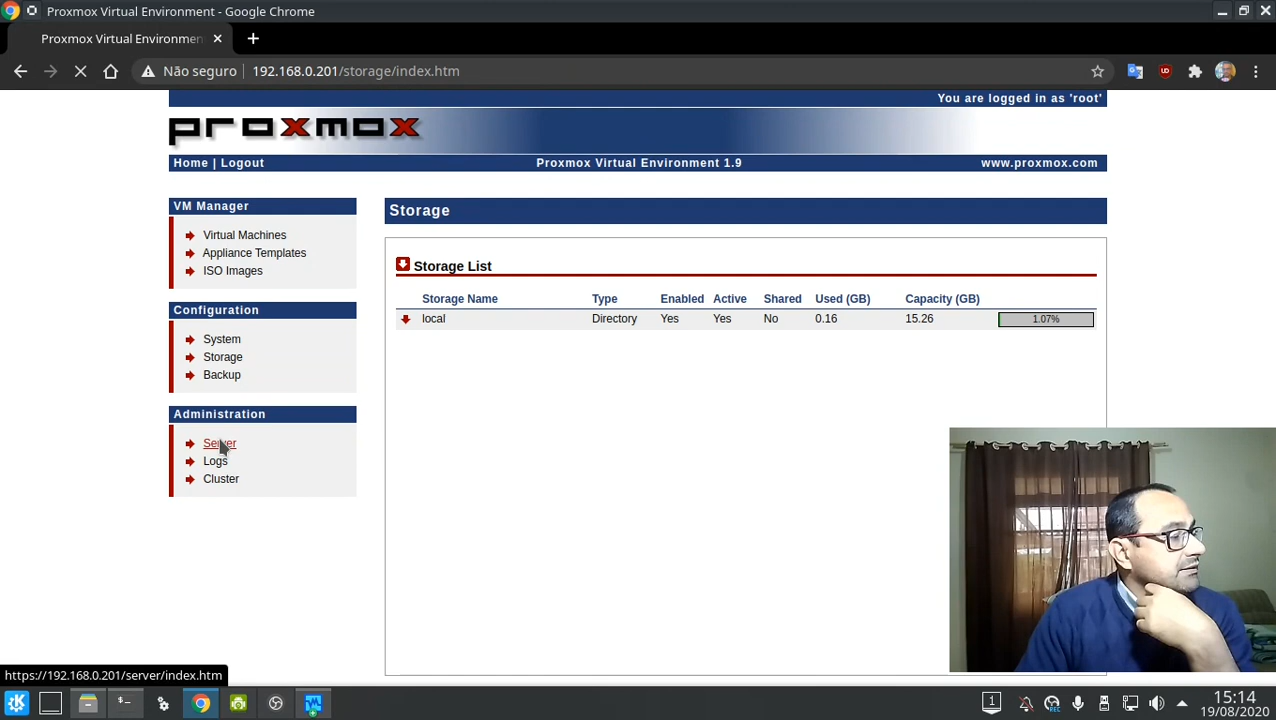 Proxmox Virtual Environment - Google Chrome
Proxmox Virtual Environmen
Não seguro 192.168.0.201/storage/index.htm
You are logged in as 'root'
proxmox
Home | Logout Proxmox Virtual Environment 1.9 www.proxmox.com
VM Manager
Virtual Machines
Appliance Templates
ISO Images
Configuration
System
Storage
Backup
Administration
Server
Logs
Cluster
Storage
Storage List
Storage Name Type Enabled Active Shared Used (GB) Capacity (GB)
local Directory Yes Yes No 0.16 15.26 1.07%
https://192.168.0.201/server/index.htm
1
REC
15:14
19/08/2020